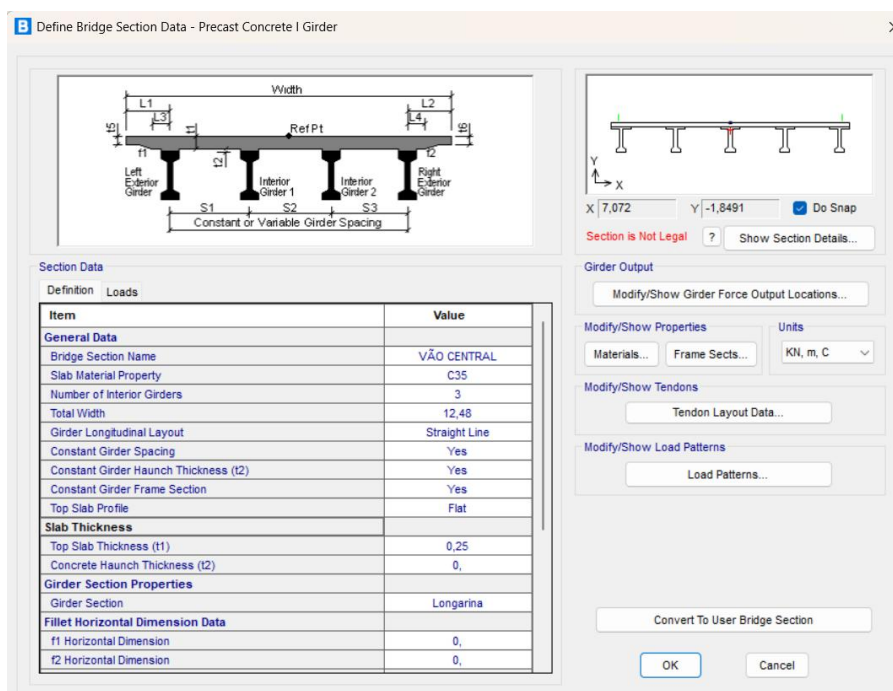 B Define Bridge Section Data - Precast Concrete I Girder
Width
L1 L2
L3 L4
t5 t1 RefPt t6
f1 t2 f2
Left Exterior Girder
Interior Girder 1
Interior Girder 2
Right Exterior Girder
S1 S2 S3
Constant or Variable Girder Spacing
Y
X
X 7,072 Y -1,8491 Do Snap
Section is Not Legal ? Show Section Details...
Section Data
Definition Loads
Item Value
General Data
Bridge Section Name VÃO CENTRAL
Slab Material Property C35
Number of Interior Girders 3
Total Width 12,48
Girder Longitudinal Layout Straight Line
Constant Girder Spacing Yes
Constant Girder Haunch Thickness (t2) Yes
Constant Girder Frame Section Yes
Top Slab Profile Flat
Slab Thickness
Top Slab Thickness (t1) 0,25
Concrete Haunch Thickness (t2) 0,
Girder Section Properties
Girder Section Longarina
Fillet Horizontal Dimension Data
f1 Horizontal Dimension 0,
f2 Horizontal Dimension 0,
Girder Output
Modify/Show Girder Force Output Locations...
Modify/Show Properties Units
Materials... Frame Sects... KN, m, C
Modify/Show Tendons
Tendon Layout Data...
Modify/Show Load Patterns
Load Patterns...
Convert To User Bridge Section
OK Cancel